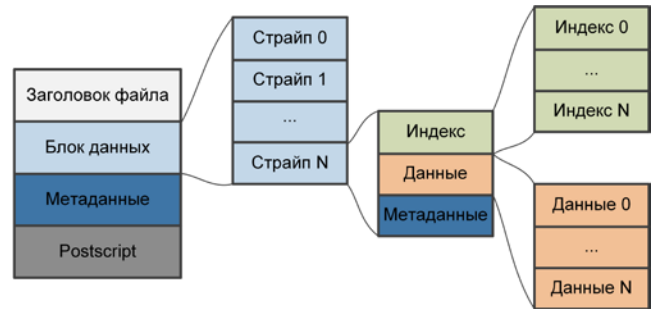 Заголовок файла
Блок данных
Метаданные
Postscript
Страйп 0
Страйп 1
...
Страйп N
Индекс
Данные
Метаданные
Индекс 0
...
Индекс N
Данные 0
...
Данные N